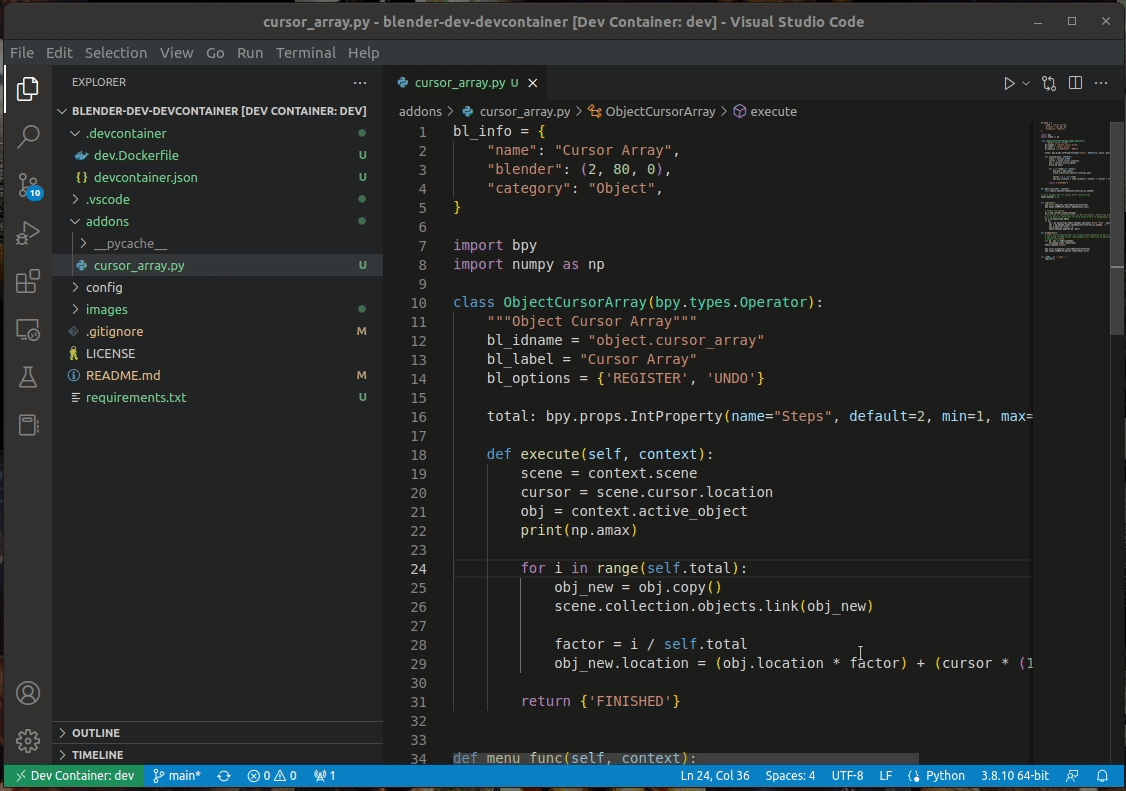 cursor_array.py - blender-dev-devcontainer [Dev Container: dev] - Visual Studio Code
File Edit Selection View Go Run Terminal Help
EXPLORER
BLENDER-DEV-DEVCONTAINER [DEV CONTAINER: DEV]
.devcontainer
dev.Dockerfile U
{} devcontainer.json U
.vscode
addons
__pycache__
cursor_array.py U
config
images
.gitignore M
LICENSE
README.md M
requirements.txt U
OUTLINE
TIMELINE
10
cursor_array.py U
addons > cursor_array.py > ObjectCursorArray > execute
1 bl_info = {
2 "name": "Cursor Array",
3 "blender": (2, 80, 0),
4 "category": "Object",
5 }
6
7 import bpy
8 import numpy as np
9
10 class ObjectCursorArray(bpy.types.Operator):
11 """Object Cursor Array"""
12 bl_idname = "object.cursor_array"
13 bl_label = "Cursor Array"
14 bl_options = {'REGISTER', 'UNDO'}
15
16 total: bpy.props.IntProperty(name="Steps", default=2, min=1, max=
17
18 def execute(self, context):
19 scene = context.scene
20 cursor = scene.cursor.location
21 obj = context.active_object
22 print(np.amax)
23
24 for i in range(self.total):
25 obj_new = obj.copy()
26 scene.collection.objects.link(obj_new)
27
28 factor = i / self.total
29 obj_new.location = (obj.location * factor) + (cursor * (1
30
31 return {'FINISHED'}
32
33
34 def menu_func(self, context):
Dev Container: dev main* 0 0 1 Ln 24, Col 36 Spaces: 4 UTF-8 LF Python 3.8.10 64-bit